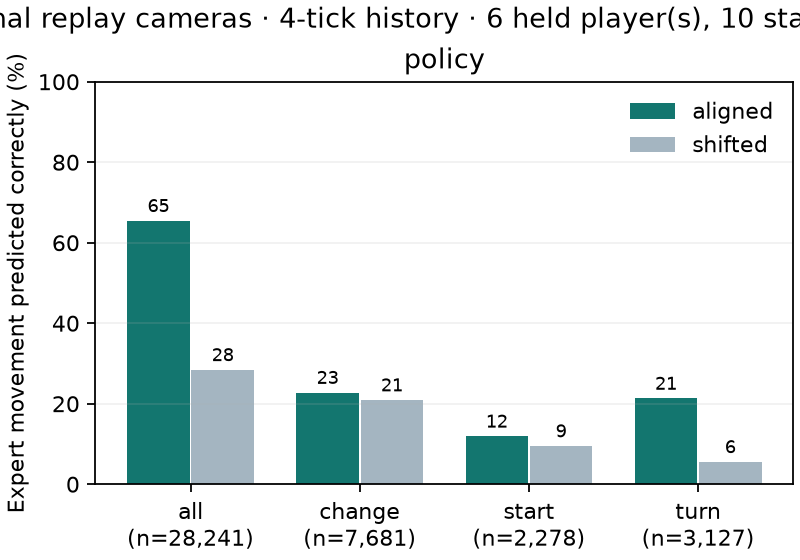 nal replay cameras · 4-tick history · 6 held player(s), 10 sta
policy
Expert movement predicted correctly (%)
100
80
60
40
20
0
aligned
shifted
65
28
23
21
12
9
21
6
all
(n=28,241)
change
(n=7,681)
start
(n=2,278)
turn
(n=3,127)